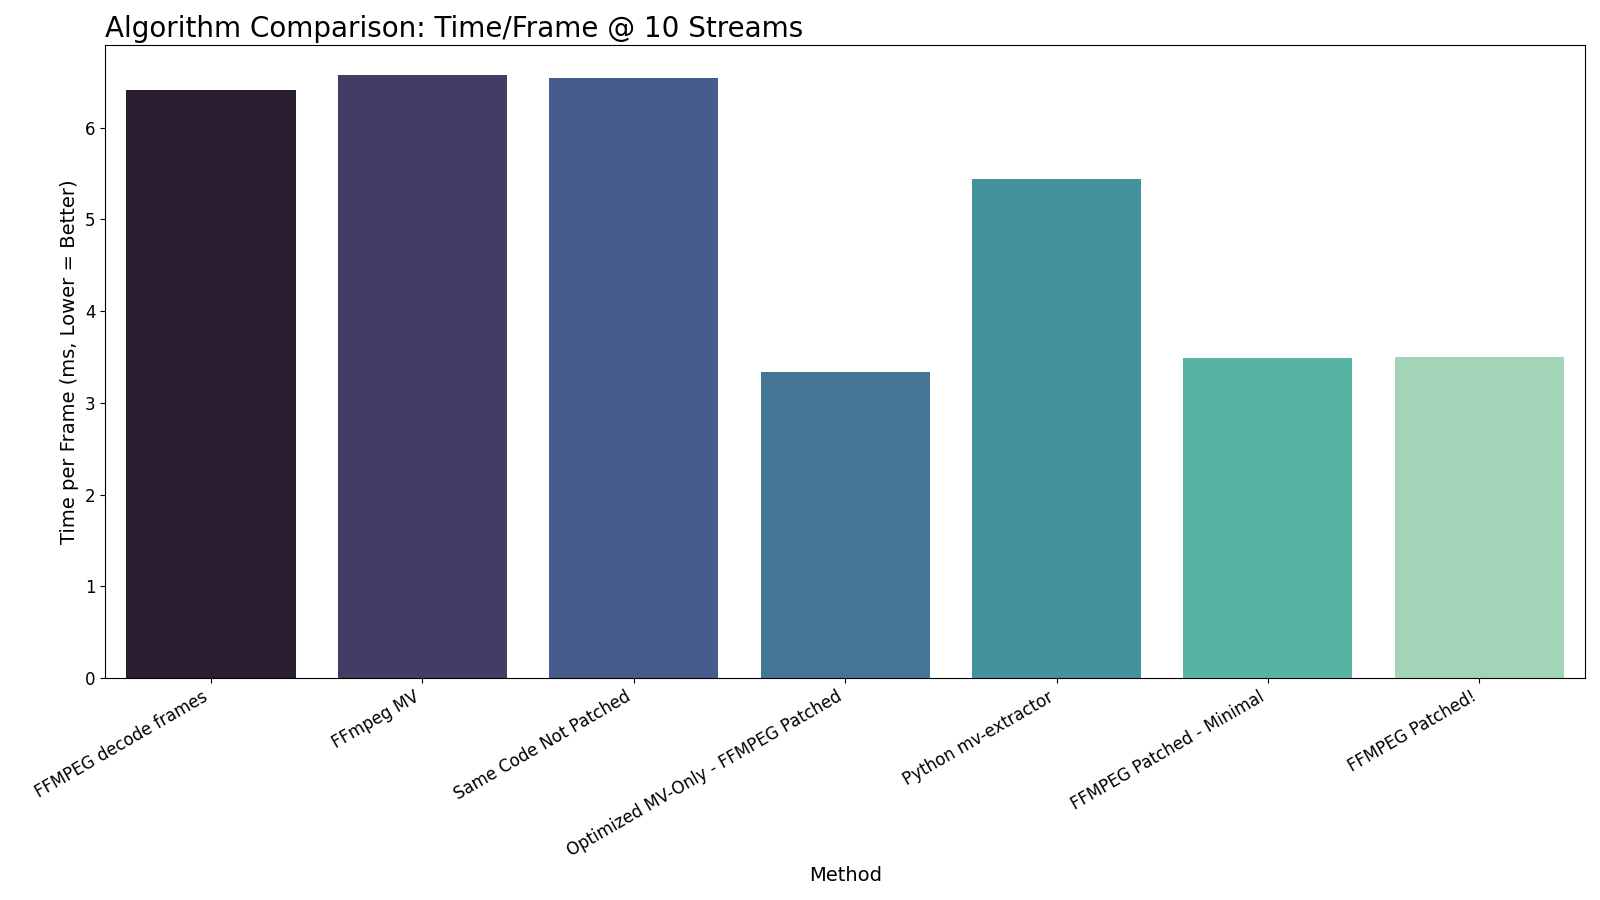 Algorithm Comparison: Time/Frame @ 10 Streams
Time per Frame (ms, Lower = Better)
6
5
4
3
2
1
0
FFMPEG decode frames
FFmpeg MV
Same Code Not Patched
Optimized MV-Only - FFMPEG Patched
Python mv-extractor
FFMPEG Patched - Minimal
FFMPEG Patched!
Method